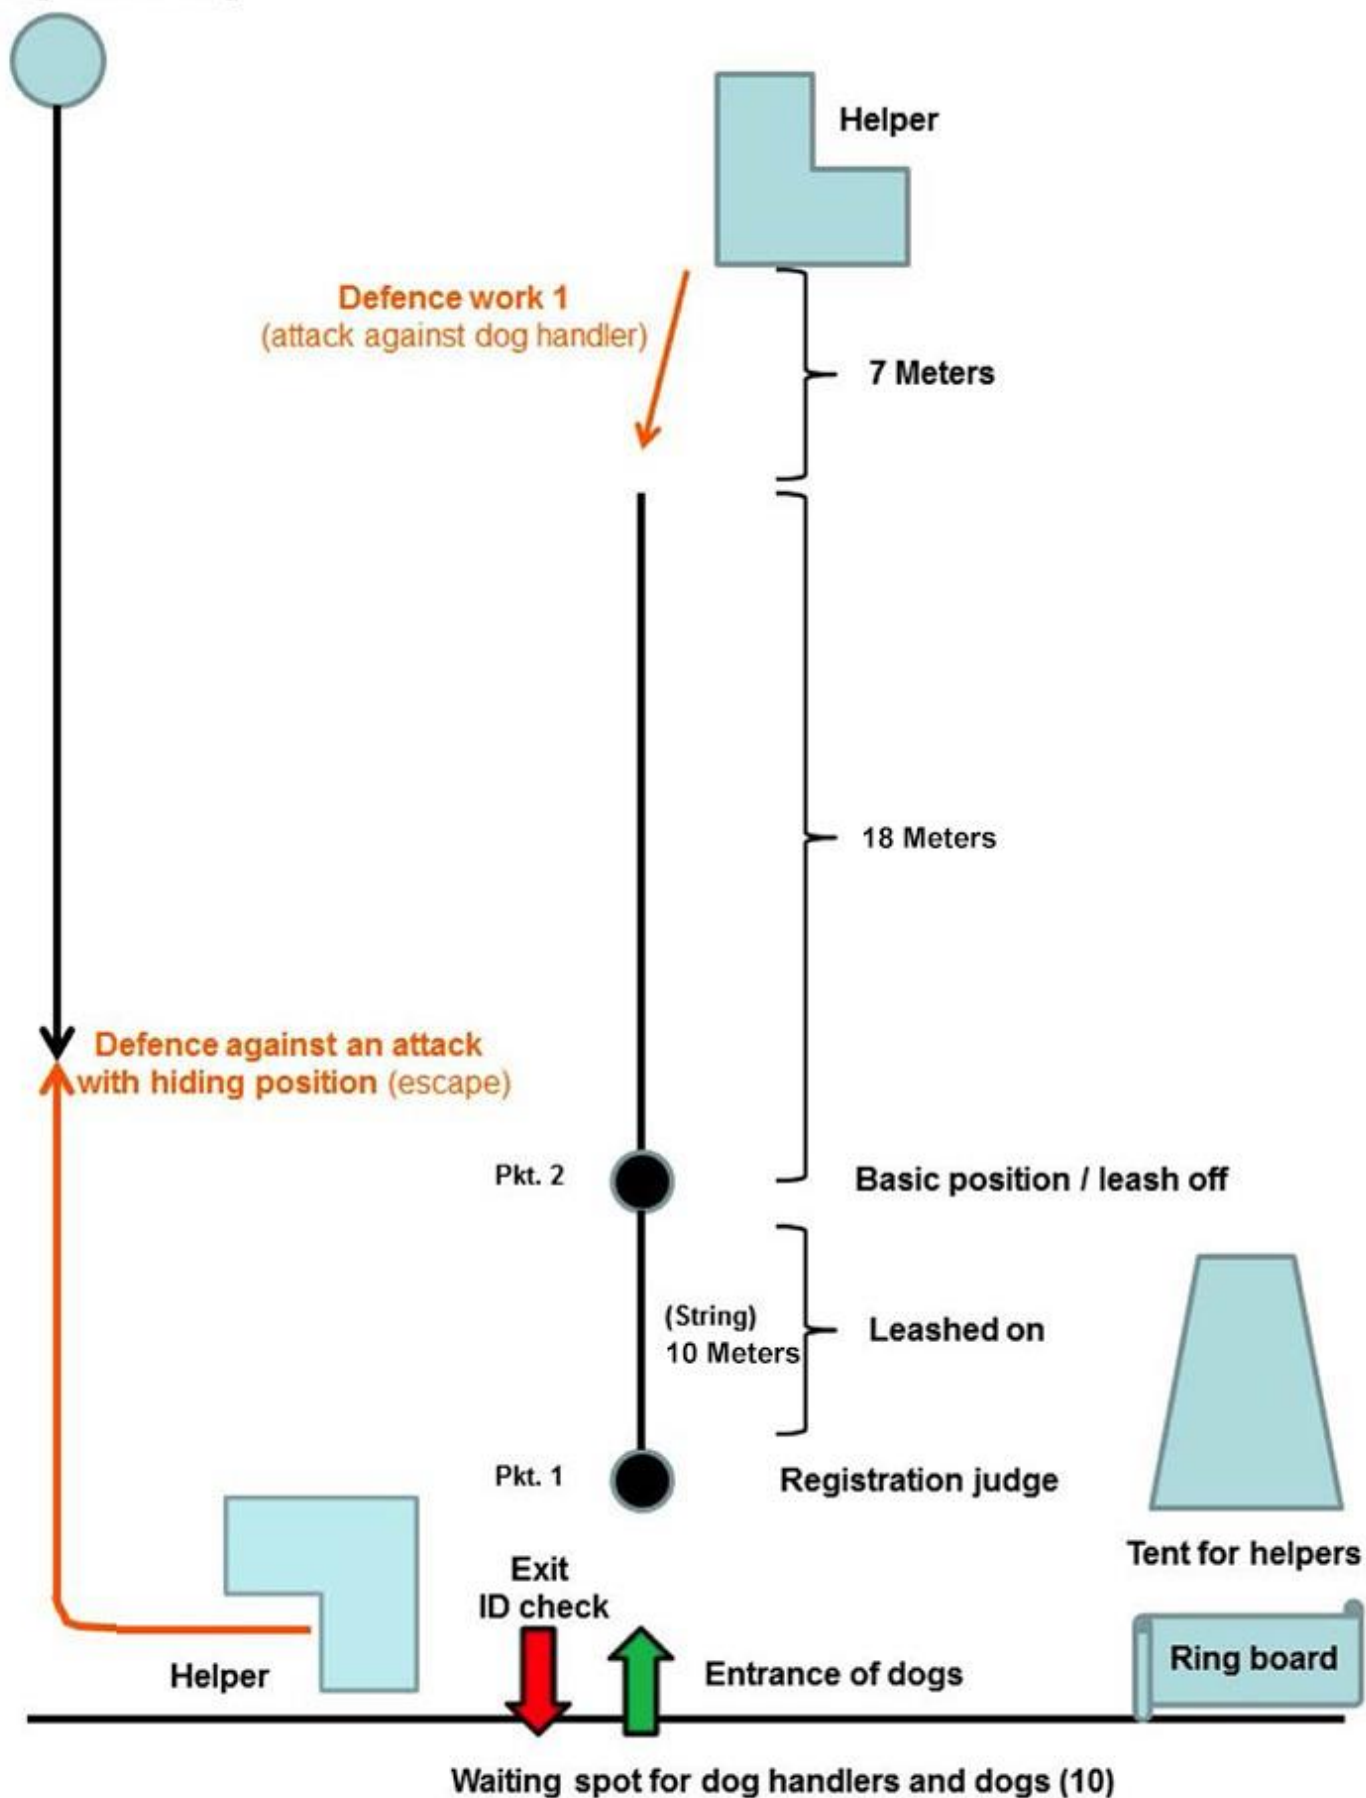 Helper
Defence work 1
(attack against dog handler)
7 Meters
18 Meters
Defence against an attack
with hiding position (escape)
Pkt. 2
Basic position / leash off
(String)
10 Meters
Leashed on
Pkt. 1
Registration judge
Tent for helpers
Exit
ID check
Helper
Entrance of dogs
Ring board
Waiting spot for dog handlers and dogs (10)